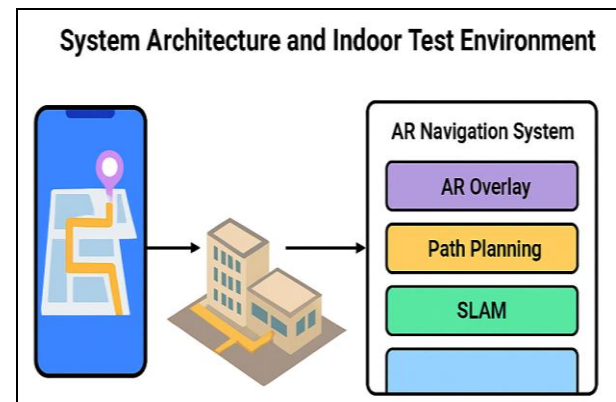 System Architecture and Indoor Test Environment
AR Navigation System
AR Overlay
Path Planning
SLAM